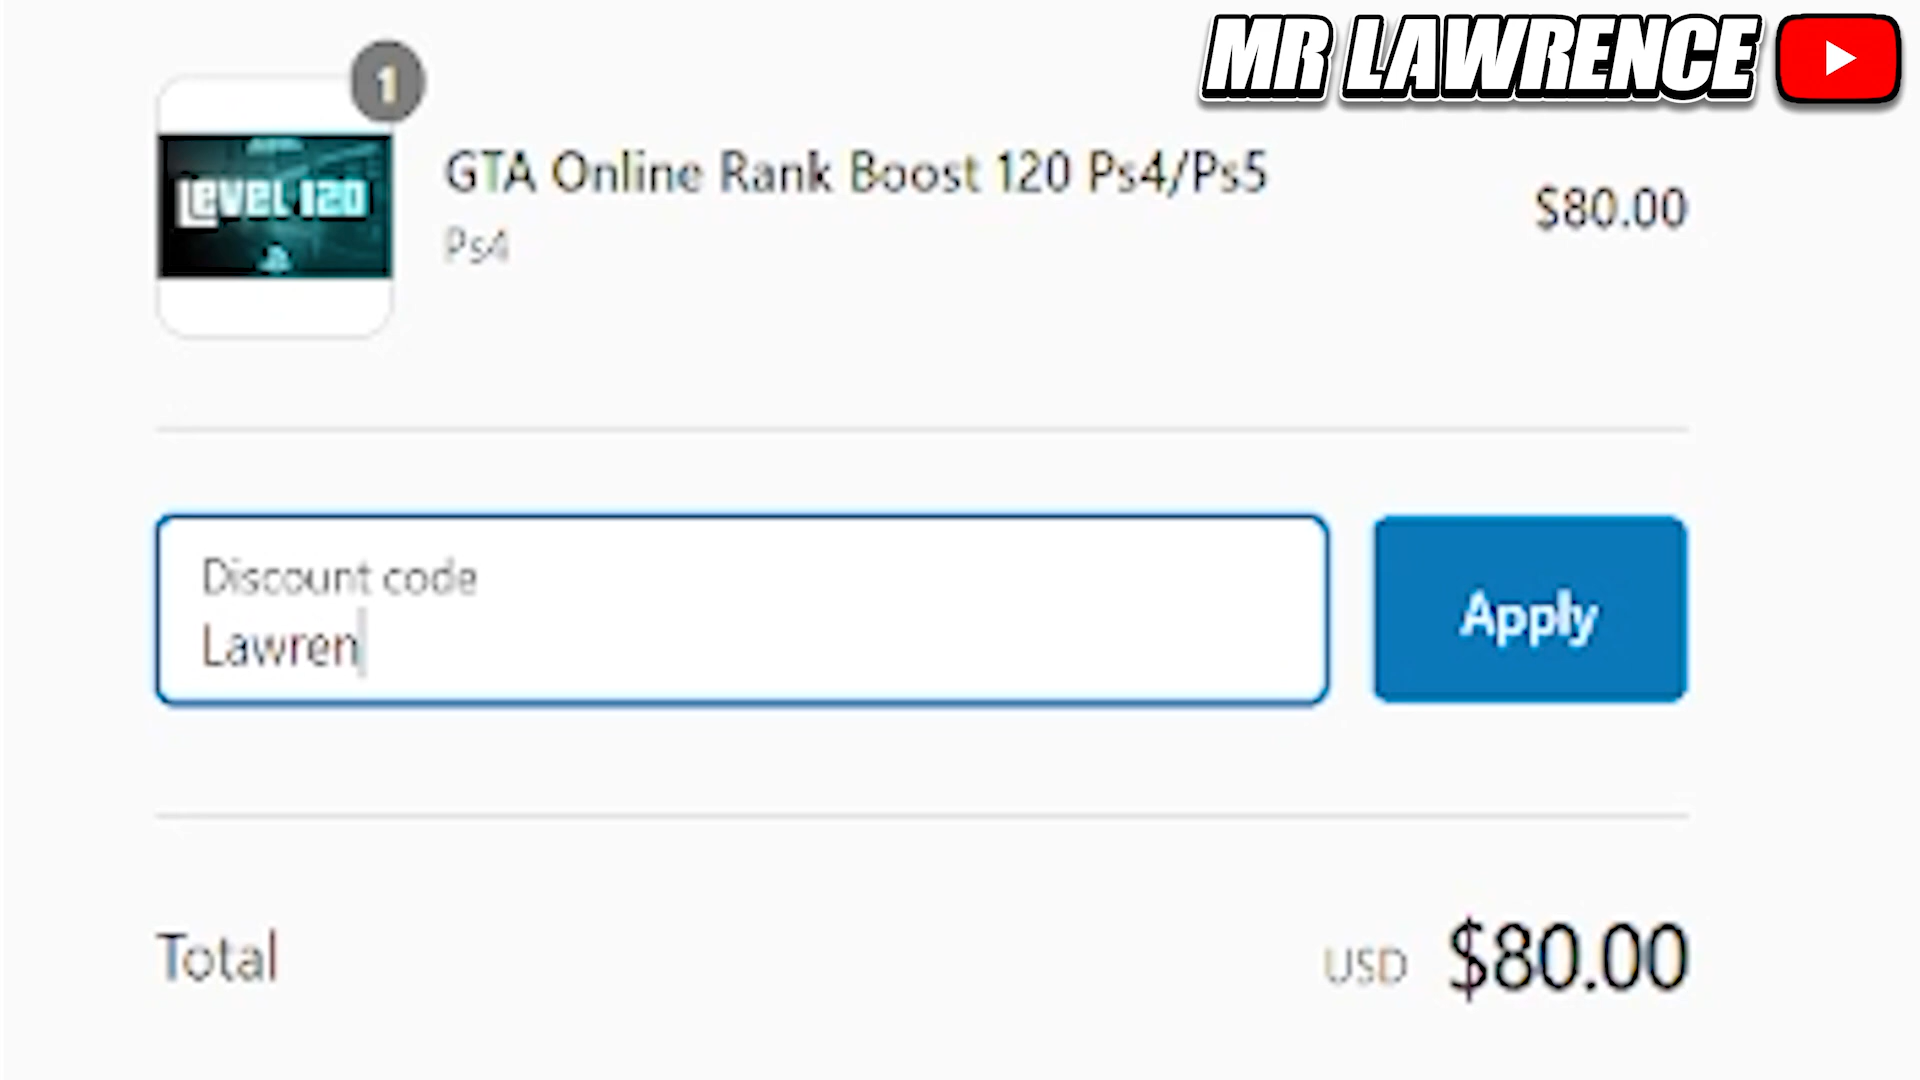 MR LAWRENCE
1
LEVEL 120
GTA Online Rank Boost 120 Ps4/Ps5
Ps4
$80.00
Discount code
Lawren
Apply
Total
USD $80.00